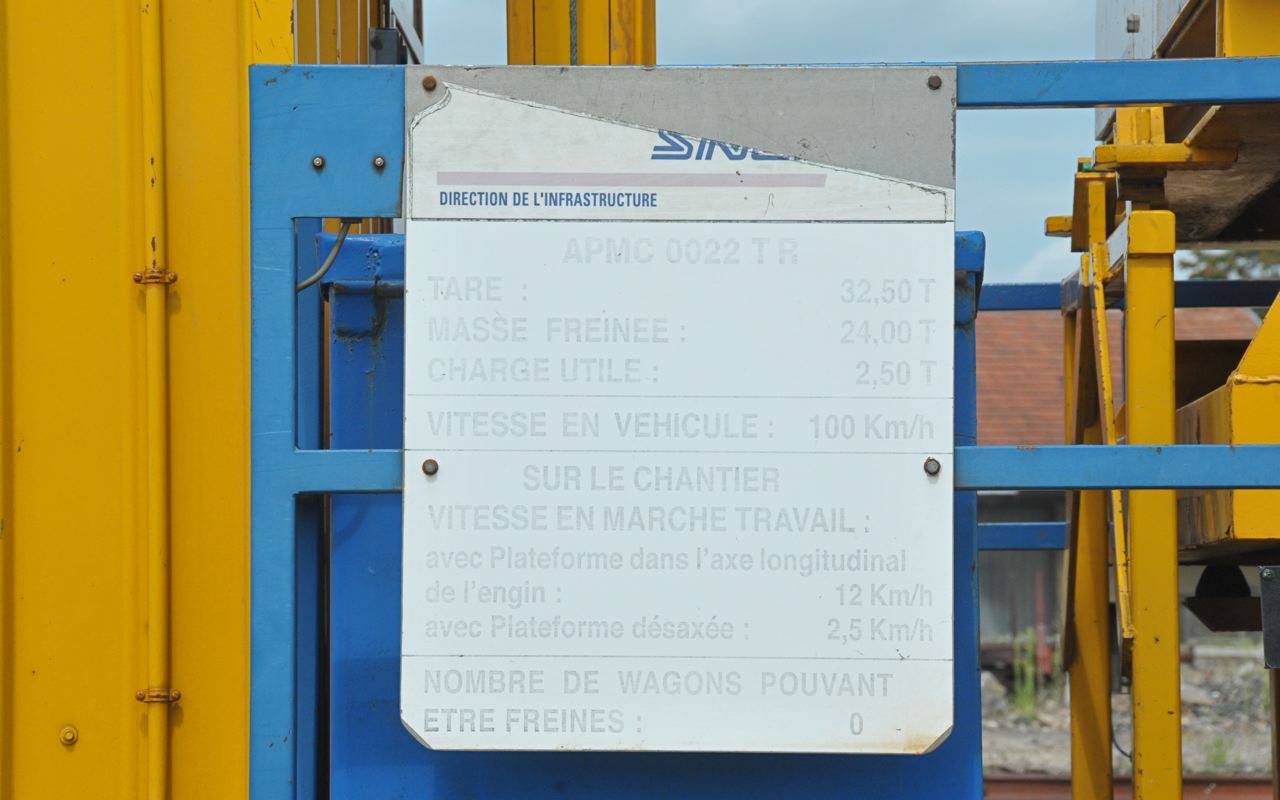 DIRECTION DE L'INFRASTRUCTURE
APMC 0022 T R
TARE : 32,50 T
MASSE FREINEE : 24,00 T
CHARGE UTILE : 2,50 T
VITESSE EN VEHICULE : 100 Km/h
SUR LE CHANTIER
VITESSE EN MARCHE TRAVAIL :
avec Plateforme dans l'axe longitudinal
de l'engin : 12 Km/h
avec Plateforme désaxée : 2,5 Km/h
NOMBRE DE WAGONS POUVANT
ETRE FREINES : 0